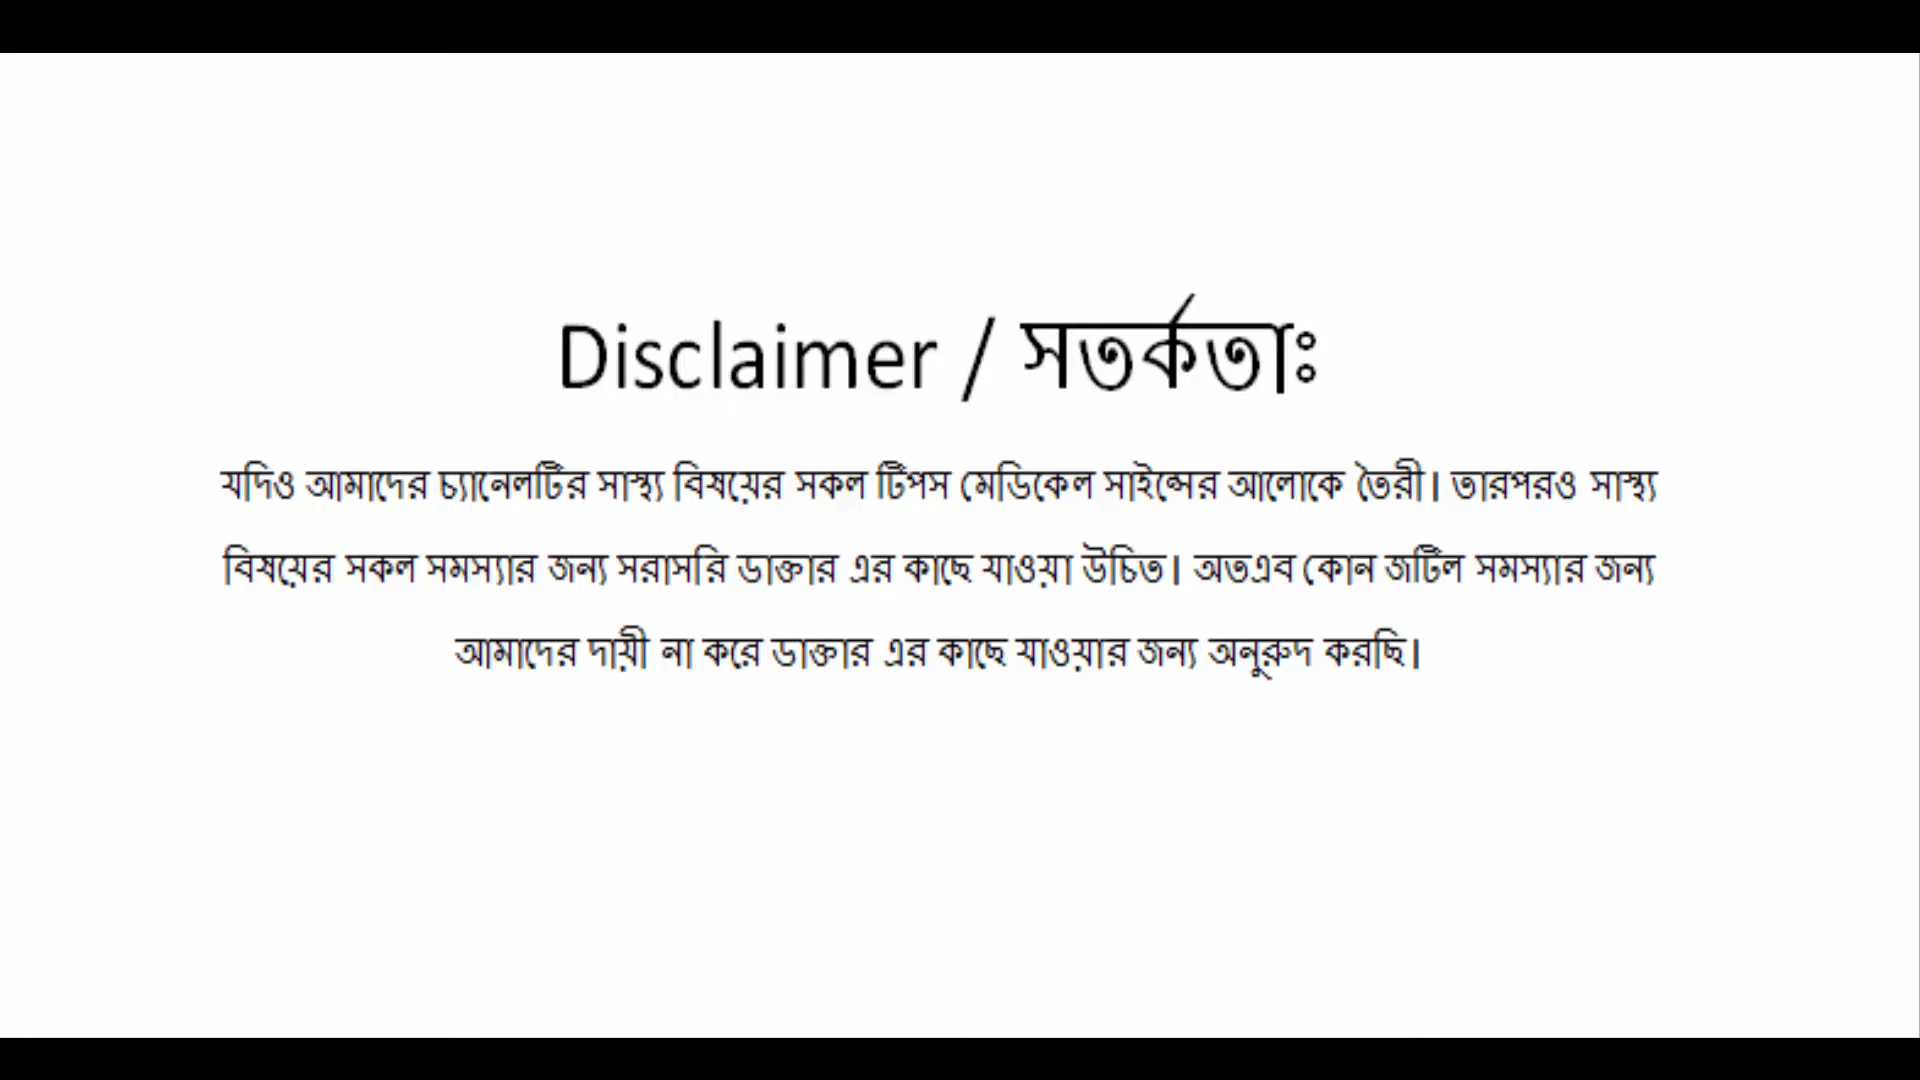 Disclaimer / সতর্কতাঃ
যদিও আমাদের চ্যানেলটির সাস্থ্য বিষয়ের সকল টিপস মেডিকেল সাইন্সের আলোকে তৈরী। তারপরও সাস্থ্য
বিষয়ের সকল সমস্যার জন্য সরাসরি ডাক্তার এর কাছে যাওয়া উচিত। অতএব কোন জটিল সমস্যার জন্য
আমাদের দায়ী না করে ডাক্তার এর কাছে যাওয়ার জন্য অনুরুদ করছি।